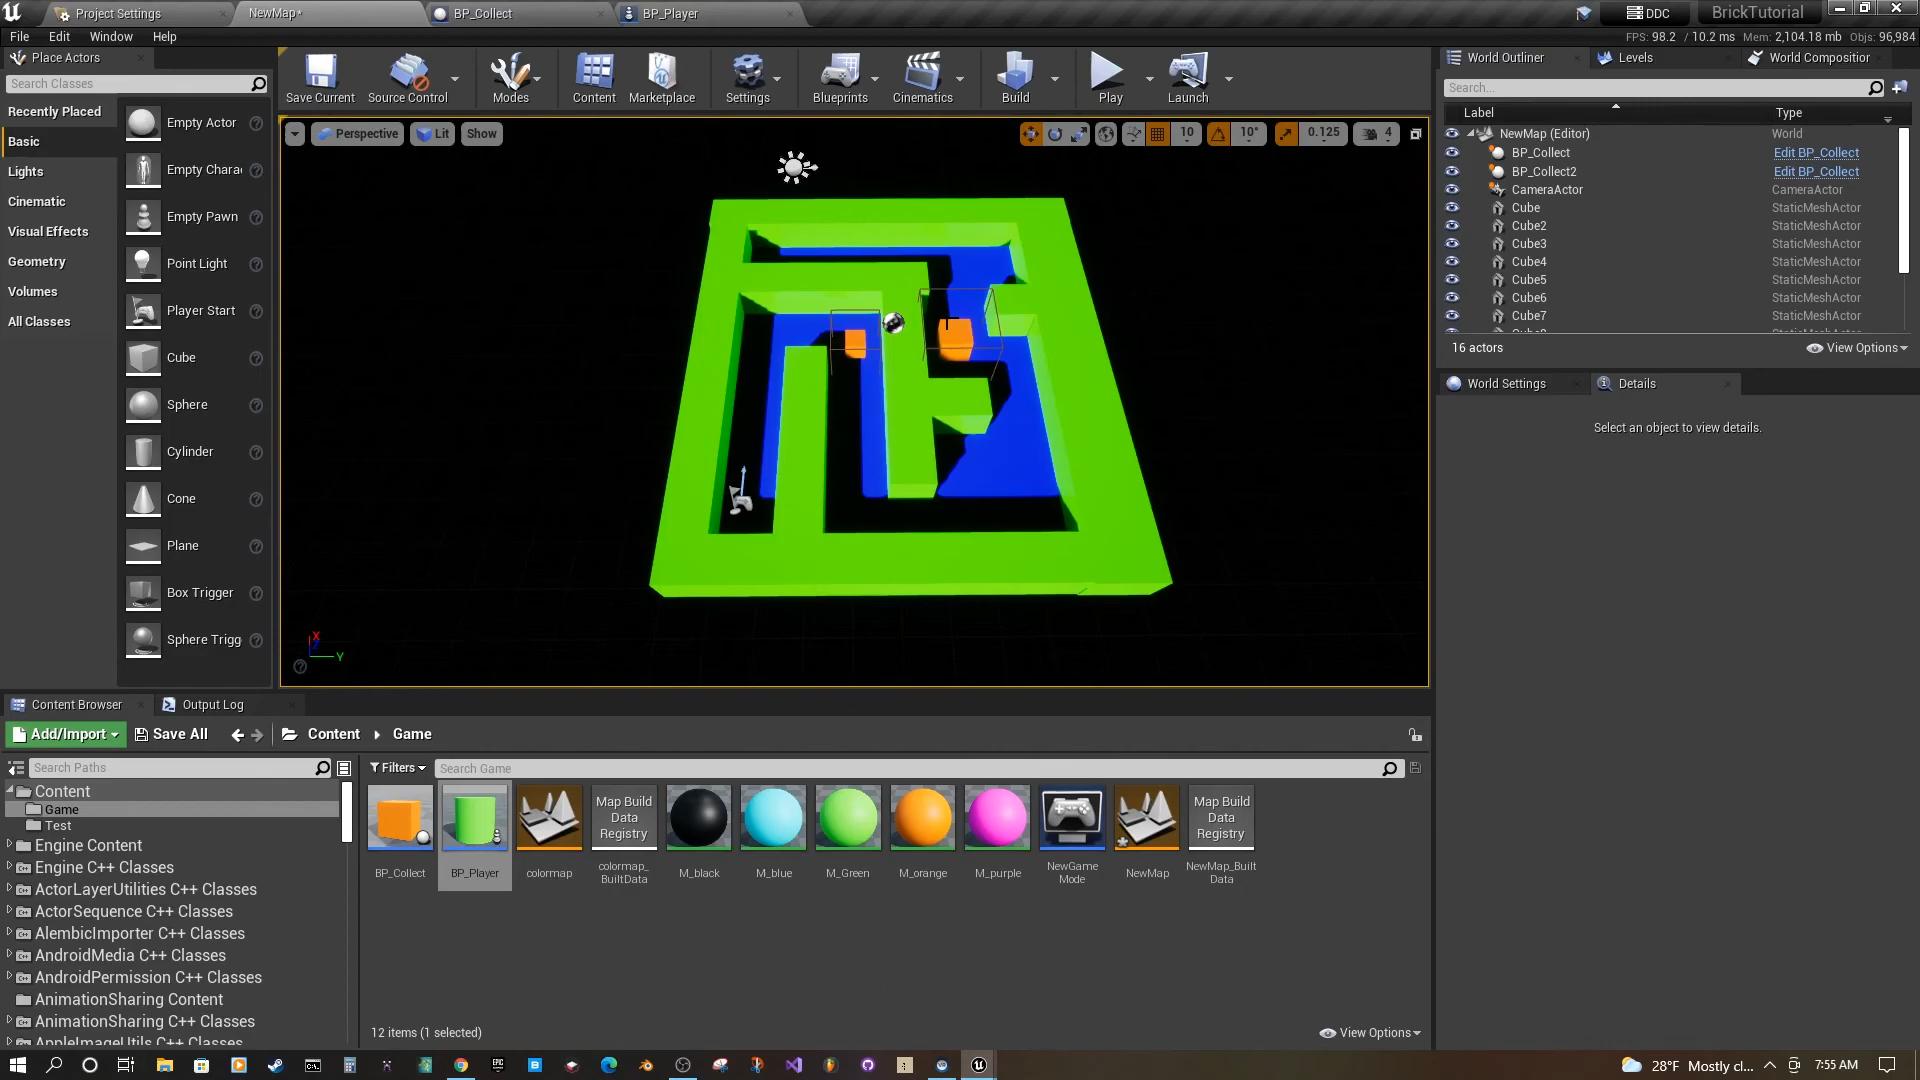 Project Settings
NewMap*
BP_Collect
BP_Player
DDC
BrickTutorial
File
Edit
Window
Help
FPS: 98.2 / 10.2 ms Mem: 2,104.18 mb Objs: 96,984
Place Actors
Search Classes
Recently Placed
Basic
Lights
Cinematic
Visual Effects
Geometry
Volumes
All Classes
Empty Actor
Empty Chara
Empty Pawn
Point Light
Player Start
Cube
Sphere
Cylinder
Cone
Plane
Box Trigger
Sphere Trigg
Save Current
Source Control
Modes
Content
Marketplace
Settings
Blueprints
Cinematics
Build
Play
Launch
Perspective
Lit
Show
10
10°
0.125
4
X
Z
Y
World Outliner
Levels
World Compositior
Search...
Label
Type
NewMap (Editor)
World
BP_Collect
Edit BP_Collect
BP_Collect2
Edit BP_Collect
CameraActor
CameraActor
Cube
StaticMeshActor
Cube2
StaticMeshActor
Cube3
StaticMeshActor
Cube4
StaticMeshActor
Cube5
StaticMeshActor
Cube6
StaticMeshActor
Cube7
StaticMeshActor
16 actors
View Options
World Settings
Details
Select an object to view details.
Content Browser
Output Log
Add/Import
Save All
Content
Game
Search Paths
Filters
Search Game
Content
Game
Test
Engine Content
Engine C++ Classes
ActorLayerUtilities C++ Classes
ActorSequence C++ Classes
AlembicImporter C++ Classes
AndroidMedia C++ Classes
AndroidPermission C++ Classes
AnimationSharing Content
AnimationSharing C++ Classes
AppleImageUtils C++ Classes
Map Build
Data
Registry
Map Build
Data
Registry
BP_Collect
BP_Player
colormap
colormap_
BuiltData
M_black
M_blue
M_Green
M_orange
M_purple
NewGame
Mode
NewMap
NewMap_Built
Data
12 items (1 selected)
View Options
EPIC
28°F Mostly cl...
7:55 AM